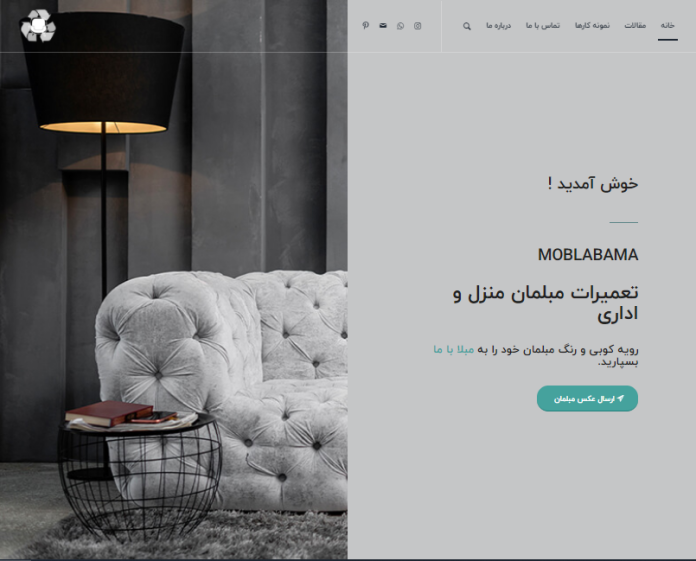 خانه
مقالات
نمونه کارها
تماس با ما
درباره ما
خوش آمدید !
MOBLABAMA
تعمیرات مبلمان منزل و
اداری
رویه کوبی و رنگ مبلمان خود را به مبلا با ما
بسپارید.
ارسال عکس مبلمان